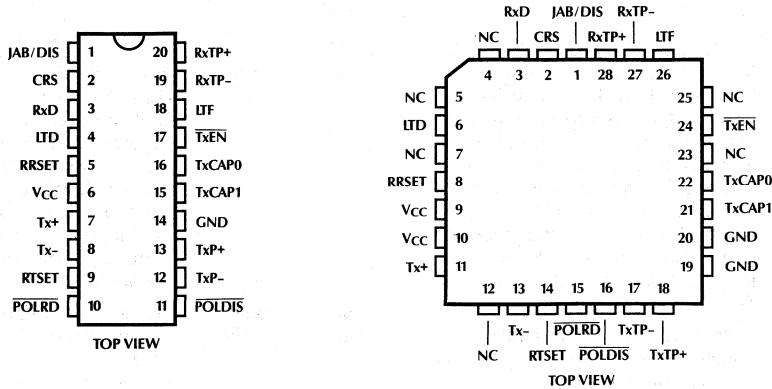 JAB/DIS 1 20 RxTP+
CRS 2 19 RxTP−
RxD 3 18 LTF
LTD 4 17 TxEN
RRSET 5 16 TxCAP0
VCC 6 15 TxCAP1
Tx+ 7 14 GND
Tx− 8 13 TxP+
RTSET 9 12 TxP−
POLRD 10 11 POLDIS
TOP VIEW
RxD JAB/DIS RxTP−
NC CRS RxTP+ LTF
4 3 2 1 28 27 26
NC 5 25 NC
LTD 6 24 TxEN
NC 7 23 NC
RRSET 8 22 TxCAP0
VCC 9 21 TxCAP1
VCC 10 20 GND
Tx+ 11 19 GND
12 13 14 15 16 17 18
Tx− POLRD TxTP−
NC RTSET POLDIS TxTP+
TOP VIEW